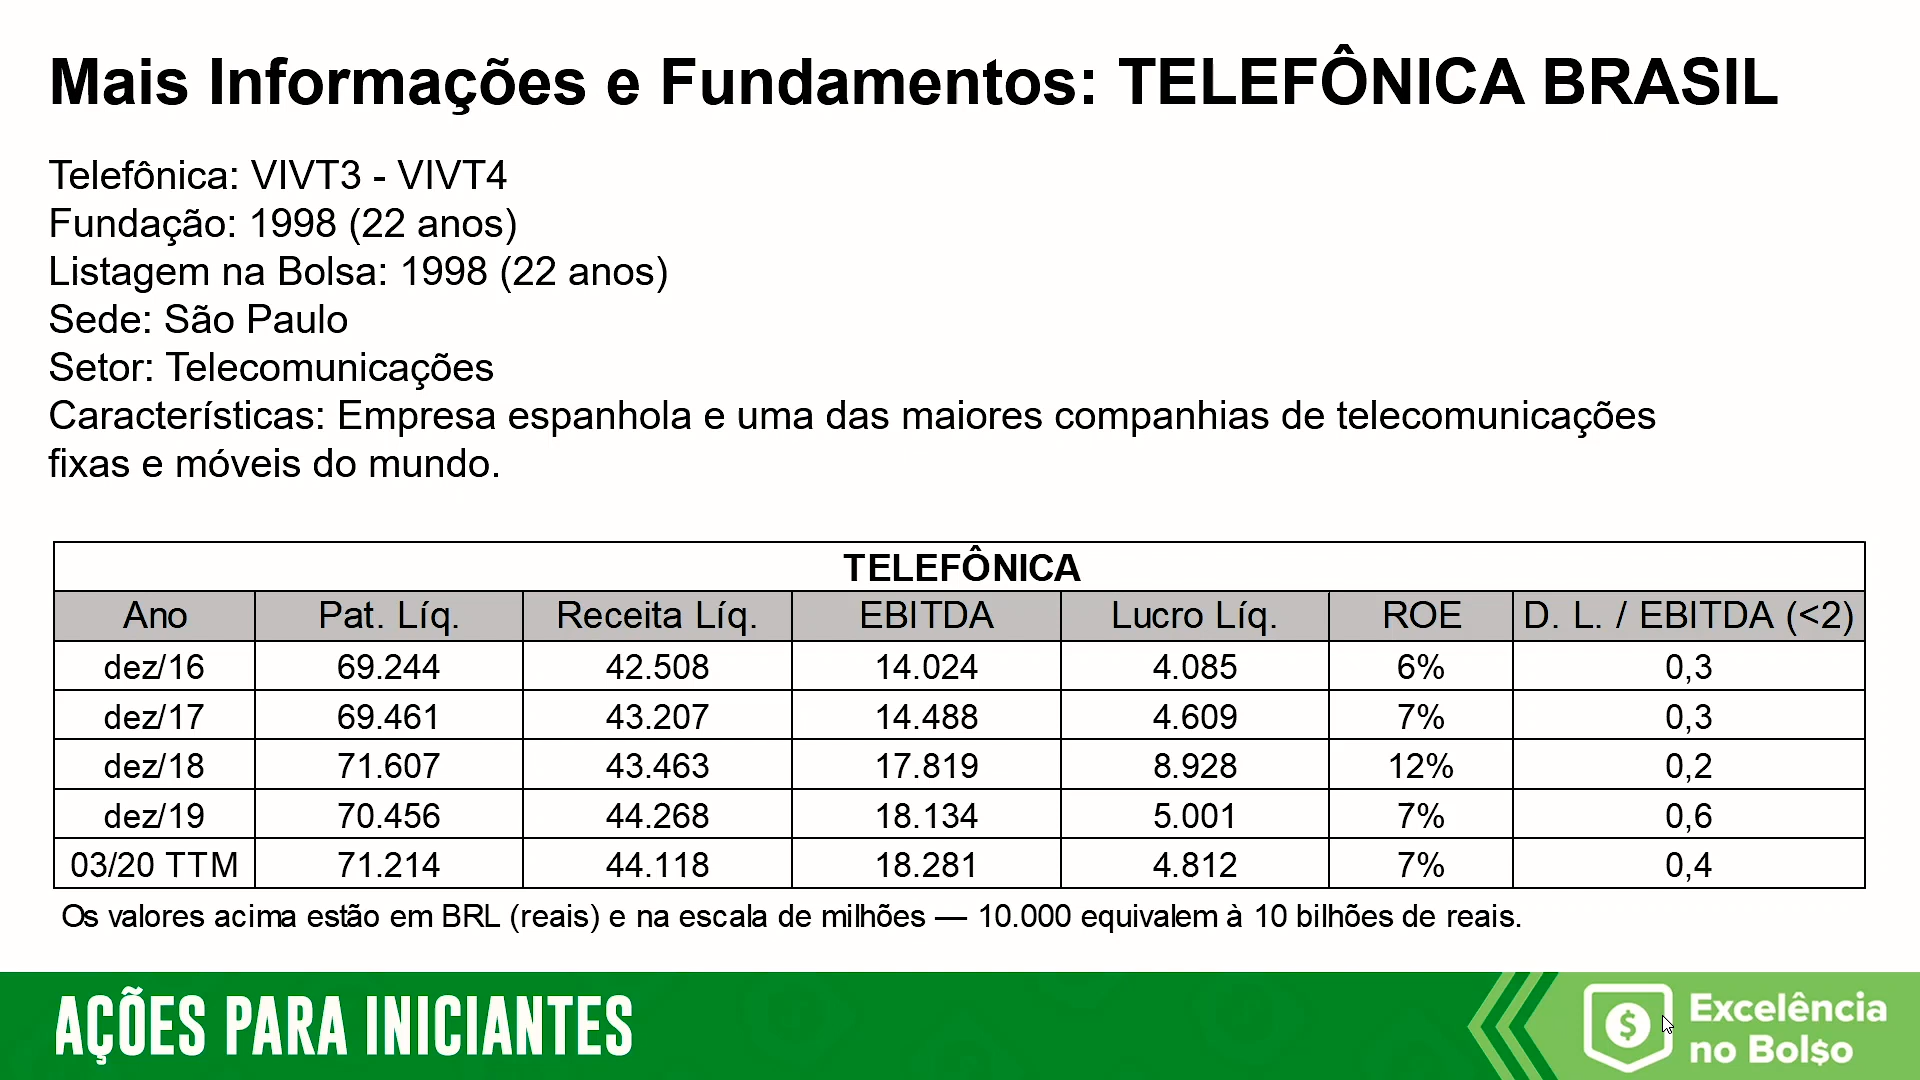 Mais Informações e Fundamentos: TELEFÔNICA BRASIL
Telefônica: VIVT3 - VIVT4
Fundação: 1998 (22 anos)
Listagem na Bolsa: 1998 (22 anos)
Sede: São Paulo
Setor: Telecomunicações
Características: Empresa espanhola e uma das maiores companhias de telecomunicações
fixas e móveis do mundo.
TELEFÔNICA
Ano Pat. Líq. Receita Líq. EBITDA Lucro Líq. ROE D. L. / EBITDA (<2)
dez/16 69.244 42.508 14.024 4.085 6% 0,3
dez/17 69.461 43.207 14.488 4.609 7% 0,3
dez/18 71.607 43.463 17.819 8.928 12% 0,2
dez/19 70.456 44.268 18.134 5.001 7% 0,6
03/20 TTM 71.214 44.118 18.281 4.812 7% 0,4
Os valores acima estão em BRL (reais) e na escala de milhões — 10.000 equivalem à 10 bilhões de reais.
AÇÕES PARA INICIANTES
$ Excelência
no Bol$o